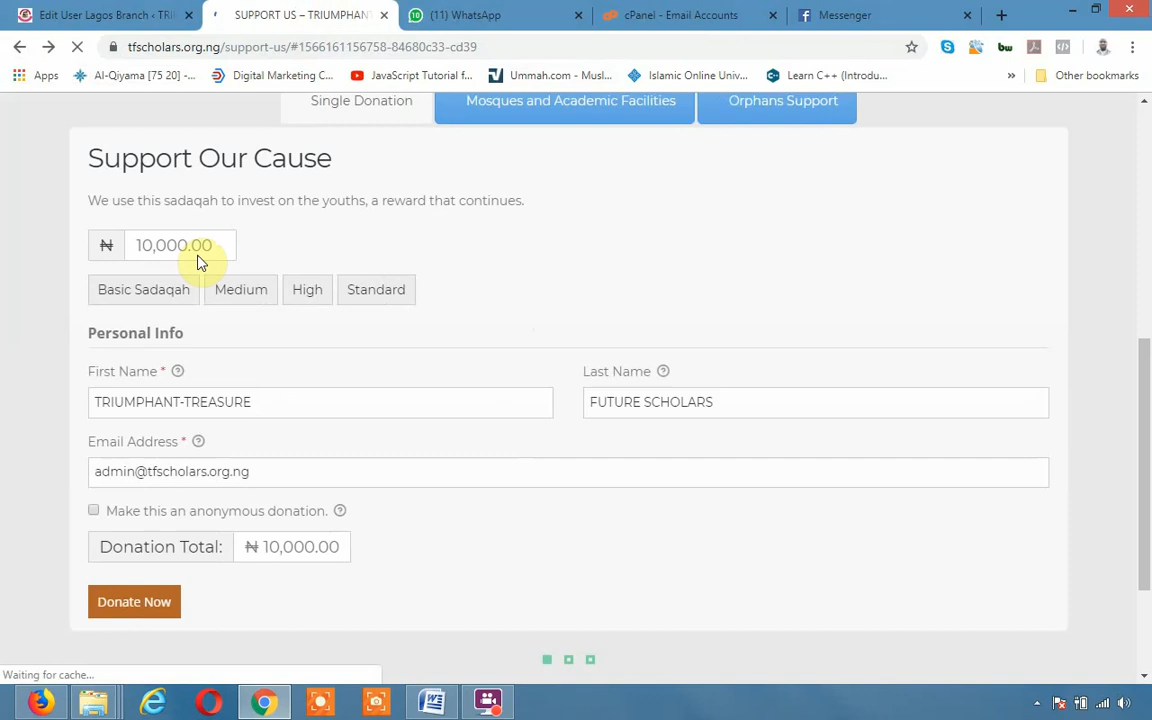 Edit User Lagos Branch ‹ TRI
SUPPORT US – TRIUMPHANT
(11) WhatsApp
cPanel - Email Accounts
Messenger
tfscholars.org.ng/support-us/#1566161156758-84680c33-cd39
Apps
Al-Qiyama [75 20] -...
Digital Marketing C...
JavaScript Tutorial f...
Ummah.com - Musl...
Islamic Online Univ...
Learn C++ (Introdu...
»
Other bookmarks
Single Donation
Mosques and Academic Facilities
Orphans Support
Support Our Cause
We use this sadaqah to invest on the youths, a reward that continues.
₦ 10,000.00
Basic Sadaqah
Medium
High
Standard
Personal Info
First Name *
Last Name
TRIUMPHANT-TREASURE
FUTURE SCHOLARS
Email Address *
admin@tfscholars.org.ng
Make this an anonymous donation.
Donation Total: ₦ 10,000.00
Donate Now
Waiting for cache...